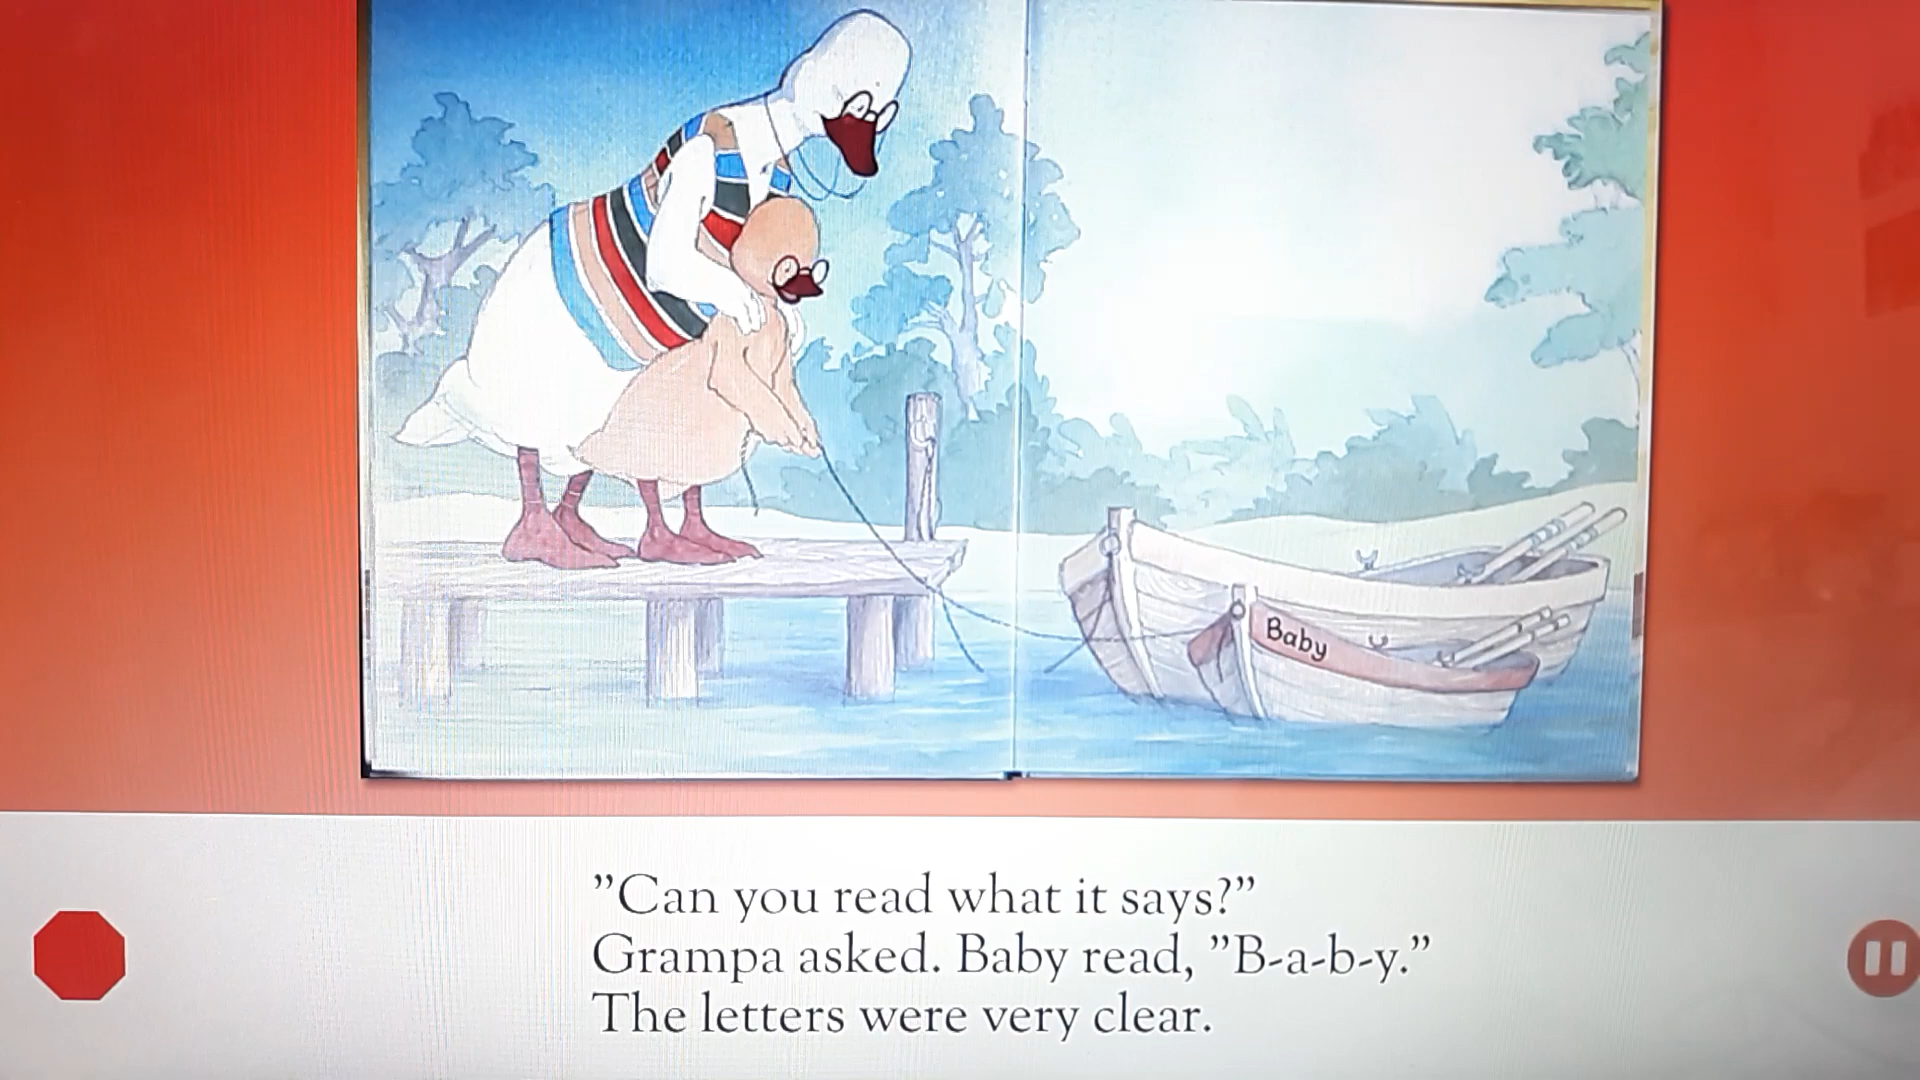 Baby
”Can you read what it says?”
Grampa asked. Baby read, ”B-a-b-y.”
The letters were very clear.